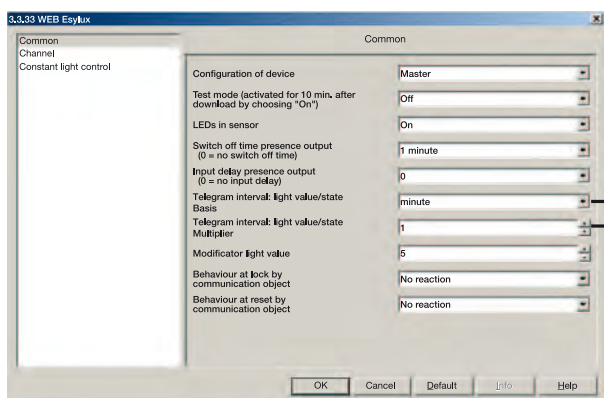 3.3.33 WEB Esylux
Common
Channel
Constant light control
Common
Configuration of device
Master
Test mode (activated for 10 min. after
download by choosing "On")
Off
LEDs in sensor
On
Switch off time presence output
(0 = no switch off time)
1 minute
Input delay presence output
(0 = no input delay)
0
Telegram interval: light value/state
Basis
minute
Telegram interval: light value/state
Multiplier
1
Modificator light value
5
Behaviour at lock by
communication object
No reaction
Behaviour at reset by
communication object
No reaction
OK
Cancel
Default
Info
Help